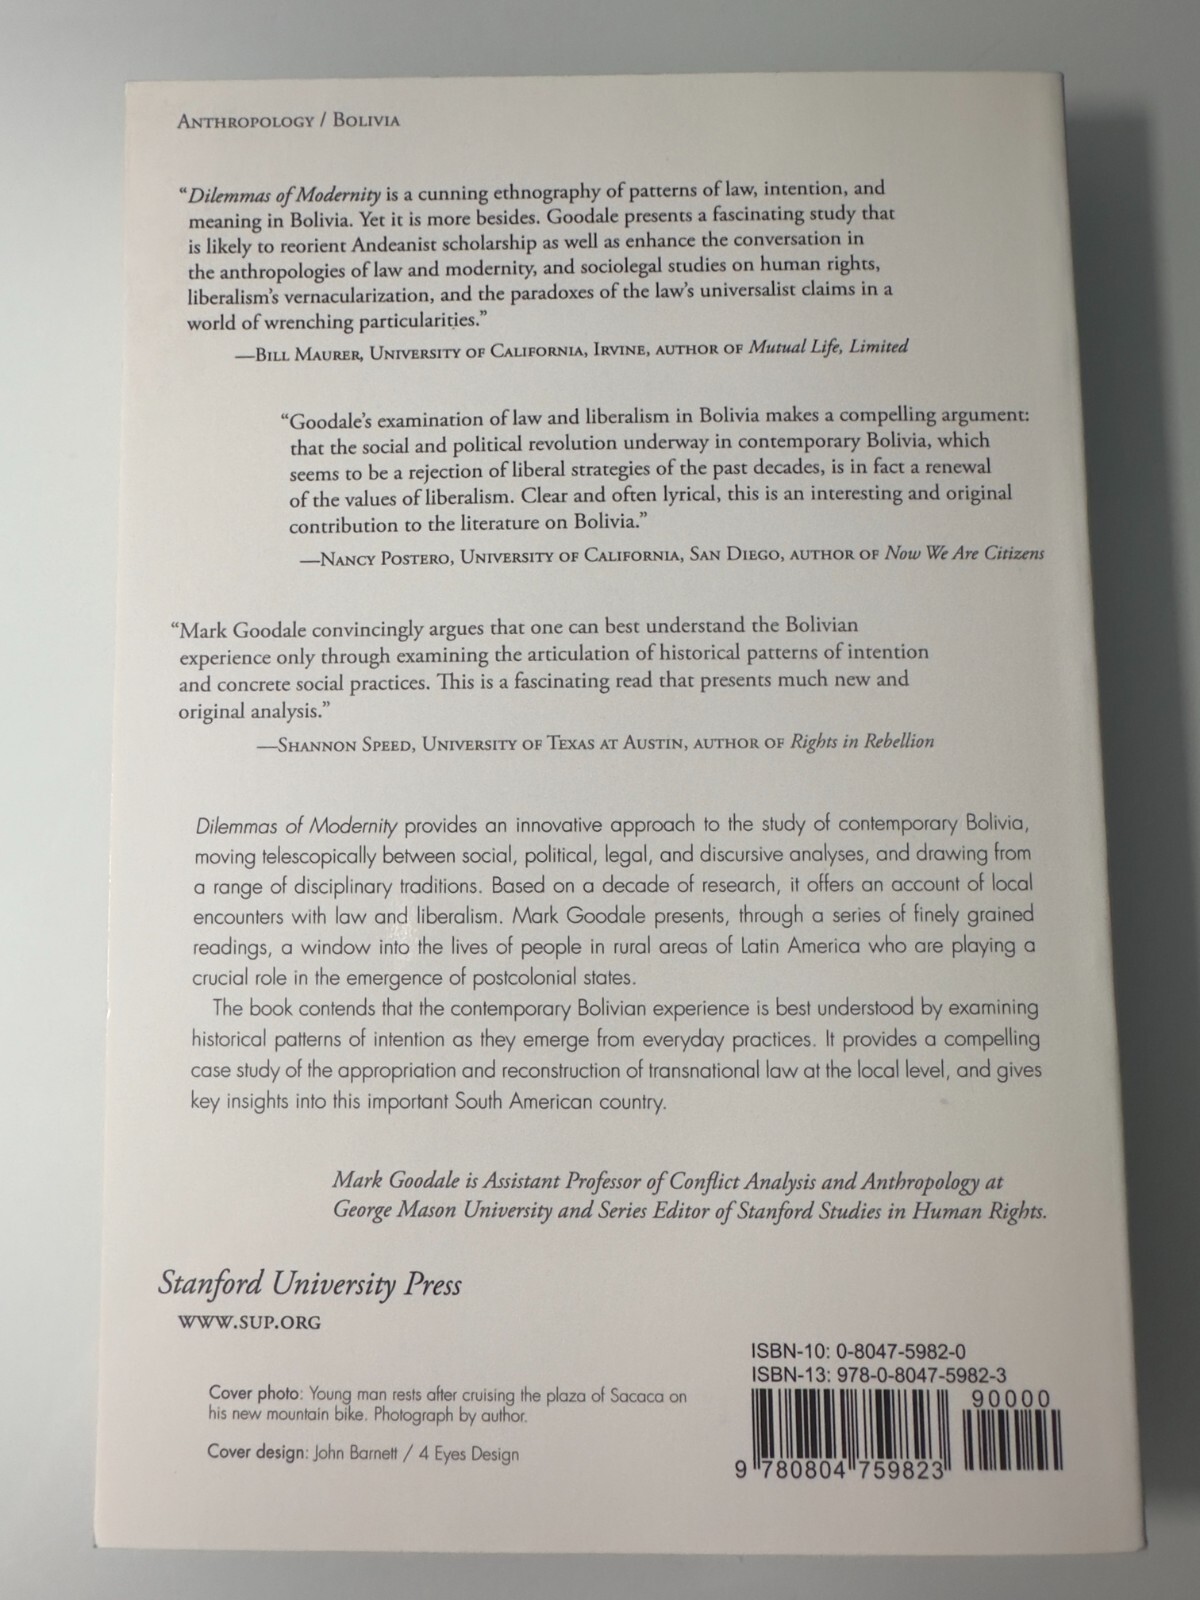 Anthropology / Bolivia
“Dilemmas of Modernity is a cunning ethnography of patterns of law, intention, and
meaning in Bolivia. Yet it is more besides. Goodale presents a fascinating study that
is likely to reorient Andeanist scholarship as well as enhance the conversation in
the anthropologies of law and modernity, and sociolegal studies on human rights,
liberalism’s vernacularization, and the paradoxes of the law’s universalist claims in a
world of wrenching particularities.”
—Bill Maurer, University of California, Irvine, author of Mutual Life, Limited
“Goodale’s examination of law and liberalism in Bolivia makes a compelling argument:
that the social and political revolution underway in contemporary Bolivia, which
seems to be a rejection of liberal strategies of the past decades, is in fact a renewal
of the values of liberalism. Clear and often lyrical, this is an interesting and original
contribution to the literature on Bolivia.”
—Nancy Postero, University of California, San Diego, author of Now We Are Citizens
“Mark Goodale convincingly argues that one can best understand the Bolivian
experience only through examining the articulation of historical patterns of intention
and concrete social practices. This is a fascinating read that presents much new and
original analysis.”
—Shannon Speed, University of Texas at Austin, author of Rights in Rebellion
Dilemmas of Modernity provides an innovative approach to the study of contemporary Bolivia,
moving telescopically between social, political, legal, and discursive analyses, and drawing from
a range of disciplinary traditions. Based on a decade of research, it offers an account of local
encounters with law and liberalism. Mark Goodale presents, through a series of finely grained
readings, a window into the lives of people in rural areas of Latin America who are playing a
crucial role in the emergence of postcolonial states.
The book contends that the contemporary Bolivian experience is best understood by examining
historical patterns of intention as they emerge from everyday practices. It provides a compelling
case study of the appropriation and reconstruction of transnational law at the local level, and gives
key insights into this important South American country.
Mark Goodale is Assistant Professor of Conflict Analysis and Anthropology at
George Mason University and Series Editor of Stanford Studies in Human Rights.
Stanford University Press
www.sup.org
Cover photo: Young man rests after cruising the plaza of Sacaca on
his new mountain bike. Photograph by author.
Cover design: John Barnett / 4 Eyes Design
ISBN-10: 0-8047-5982-0
ISBN-13: 978-0-8047-5982-3
90000
9 780804 759823